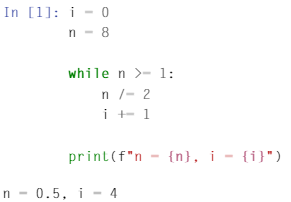 In [1]: i = 0
n = 8
while n >= 1:
n /= 2
i += 1
print(f"n = {n}, i = {i}")
n = 0.5, i = 4